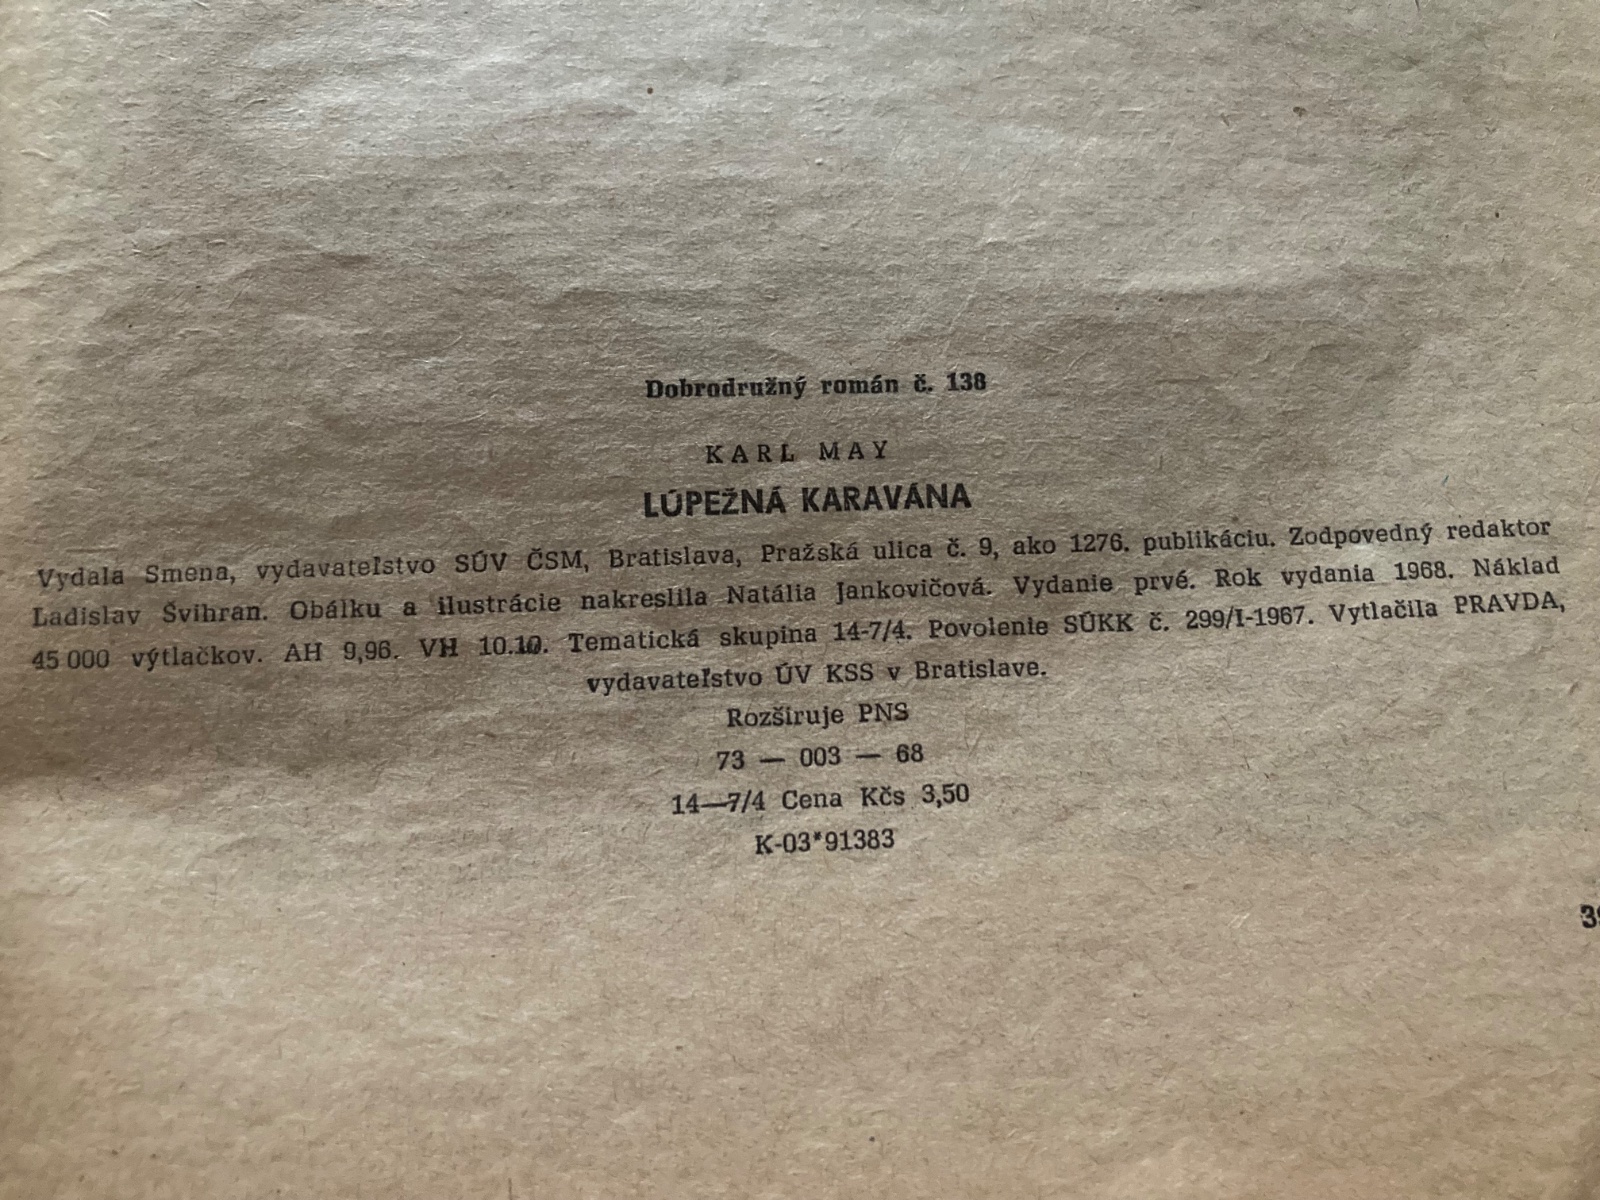 Dobrodružný román č. 138
KARL MAY
LÚPEŽNÁ KARAVÁNA
Vydala Smena, vydavateľstvo SÚV ČSM, Bratislava, Pražská ulica č. 9, ako 1276. publikáciu. Zodpovedný redaktor
Ladislav Švihran. Obálku a ilustrácie nakreslila Natália Jankovičová. Vydanie prvé. Rok vydania 1968. Náklad
45 000 výtlačkov. AH 9,96. VH 10.10. Tematická skupina 14-7/4. Povolenie SÚKK č. 299/I-1967. Vytlačila PRAVDA,
vydavateľstvo ÚV KSS v Bratislave.
Rozširuje PNS
73 — 003 — 68
14—7/4 Cena Kčs 3,50
K-03*91383